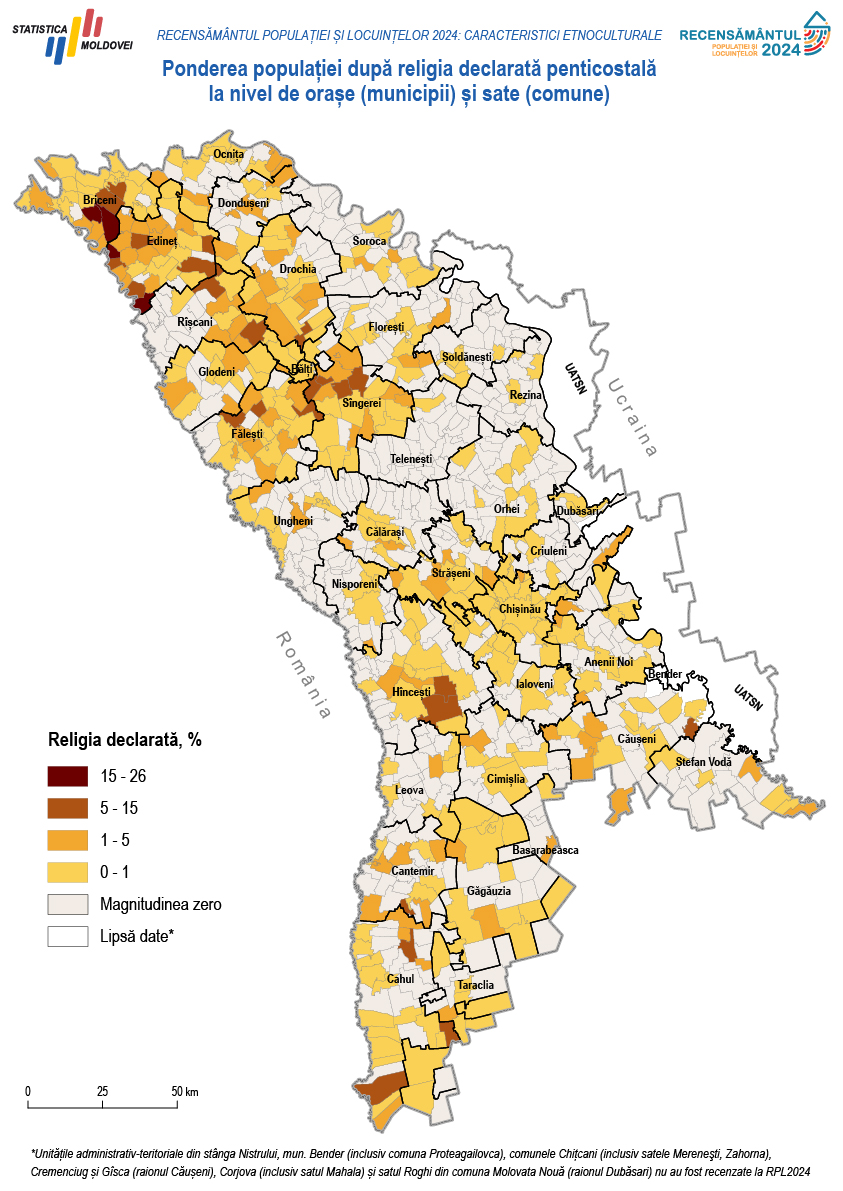 STATISTICA
MOLDOVEI
RECENSĂMÂNTUL POPULAȚIEI ȘI LOCUINȚELOR 2024: CARACTERISTICI ETNOCULTURALE
RECENSĂMÂNTUL
POPULAȚIEI ȘI
LOCUINȚELOR
2024
Ponderea populației după religia declarată penticostală
la nivel de orașe (municipii) și sate (comune)
Ocnița
Briceni
Dondușeni
Edineț
Soroca
Drochia
Rîșcani
Florești
Șoldănești
Glodeni
Bălți
UATSN
Ucraina
Rezina
Sîngerei
Fălești
Telenești
Orhei
Dubăsari
Ungheni
Călărași
Criuleni
Strășeni
Nisporeni
Chișinău
România
Anenii Noi
Bender
Ialoveni
Hîncești
UATSN
Căușeni
Ștefan Vodă
Cimișlia
Leova
Basarabeasca
Cantemir
Găgăuzia
Cahul
Taraclia
Religia declarată, %
15 - 26
5 - 15
1 - 5
0 - 1
Magnitudinea zero
Lipsă date*
0 25 50 km
*Unitățile administrativ-teritoriale din stânga Nistrului, mun. Bender (inclusiv comuna Proteagailovca), comunele Chițcani (inclusiv satele Merenești, Zahorna),
Cremenciug și Gîsca (raionul Căușeni), Corjova (inclusiv satul Mahala) și satul Roghi din comuna Molovata Nouă (raionul Dubăsari) nu au fost recenzate la RPL2024